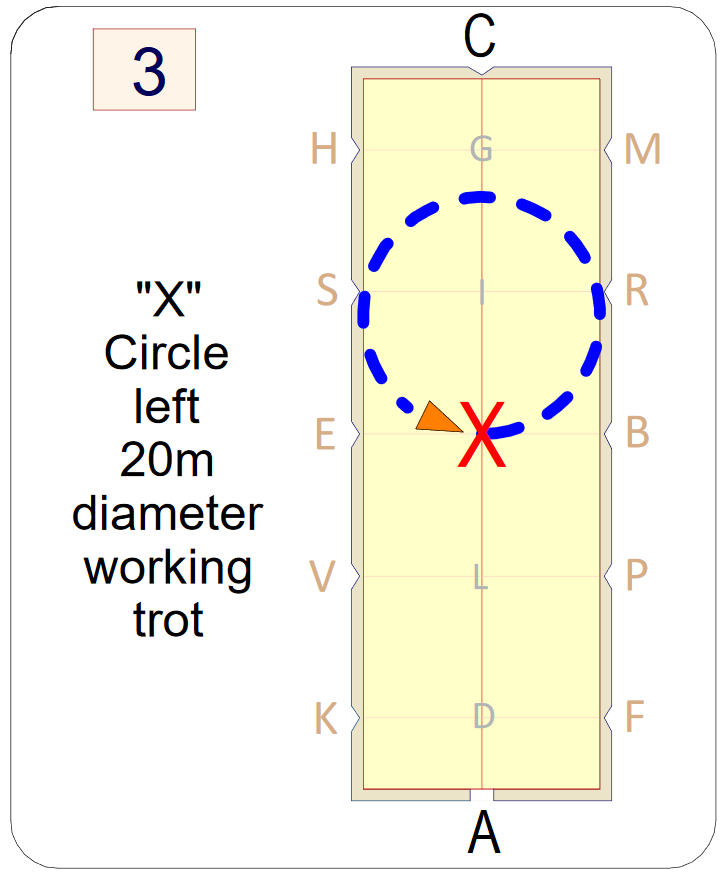 3
C
H G M
"X"
Circle
left
20m
diameter
working
trot
S I R
E X B
V L P
K D F
A